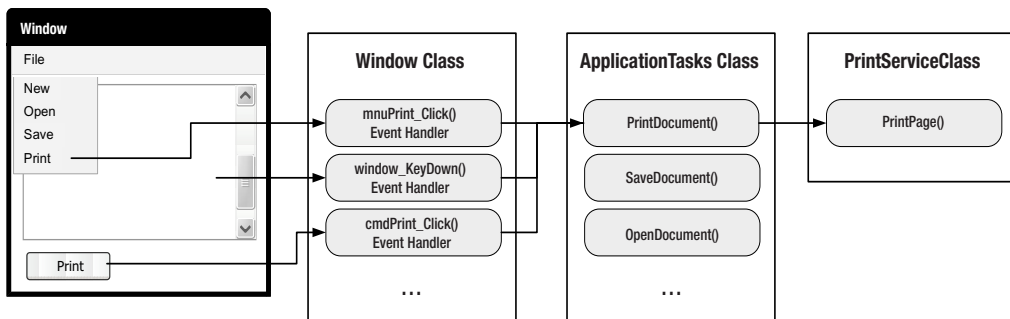 Window
File
New
Open
Save
Print
Print
Window Class
mnuPrint_Click()
Event Handler
window_KeyDown()
Event Handler
cmdPrint_Click()
Event Handler
...
ApplicationTasks Class
PrintDocument()
SaveDocument()
OpenDocument()
...
PrintServiceClass
PrintPage()